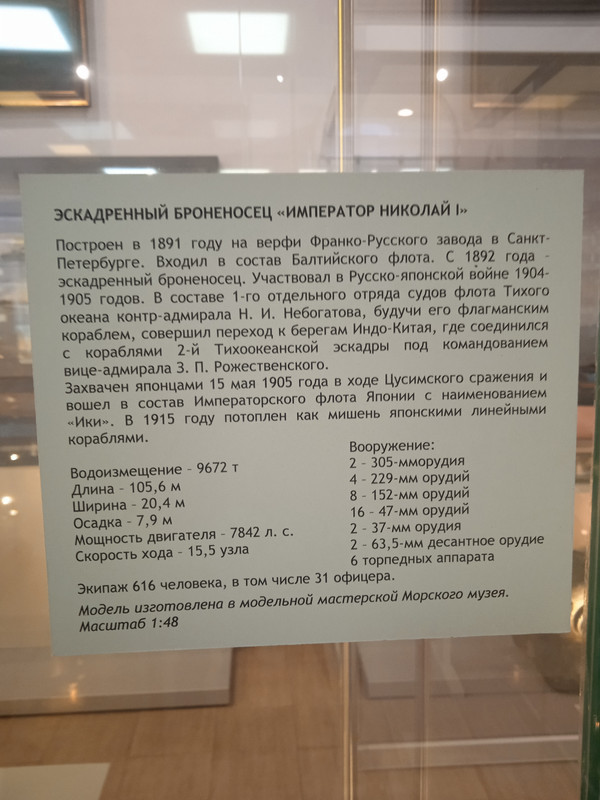 ЭСКАДРЕННЫЙ БРОНЕНОСЕЦ «ИМПЕРАТОР НИКОЛАЙ I»
Построен в 1891 году на верфи Франко-Русского завода в Санкт-
Петербурге. Входил в состав Балтийского флота. С 1892 года -
эскадренный броненосец. Участвовал в Русско-японской войне 1904-
1905 годов. В составе 1-го отдельного отряда судов флота Тихого
океана контр-адмирала Н. И. Небогатова, будучи его флагманским
кораблем, совершил переход к берегам Индо-Китая, где соединился
с кораблями 2-й Тихоокеанской эскадры под командованием
вице-адмирала З. П. Рожественского.
Захвачен японцами 15 мая 1905 года в ходе Цусимского сражения и
вошел в состав Императорского флота Японии с наименованием
«Ики». В 1915 году потоплен как мишень японскими линейными
кораблями.
Водоизмещение - 9672 т
Длина - 105,6 м
Ширина - 20,4 м
Осадка - 7,9 м
Мощность двигателя - 7842 л. с.
Скорость хода - 15,5 узла
Вооружение:
2 - 305-мморудия
4 - 229-мм орудий
8 - 152-мм орудий
16 - 47-мм орудий
2 - 37-мм орудия
2 - 63,5-мм десантное орудие
6 торпедных аппарата
Экипаж 616 человека, в том числе 31 офицера.
Модель изготовлена в модельной мастерской Морского музея.
Масштаб 1:48